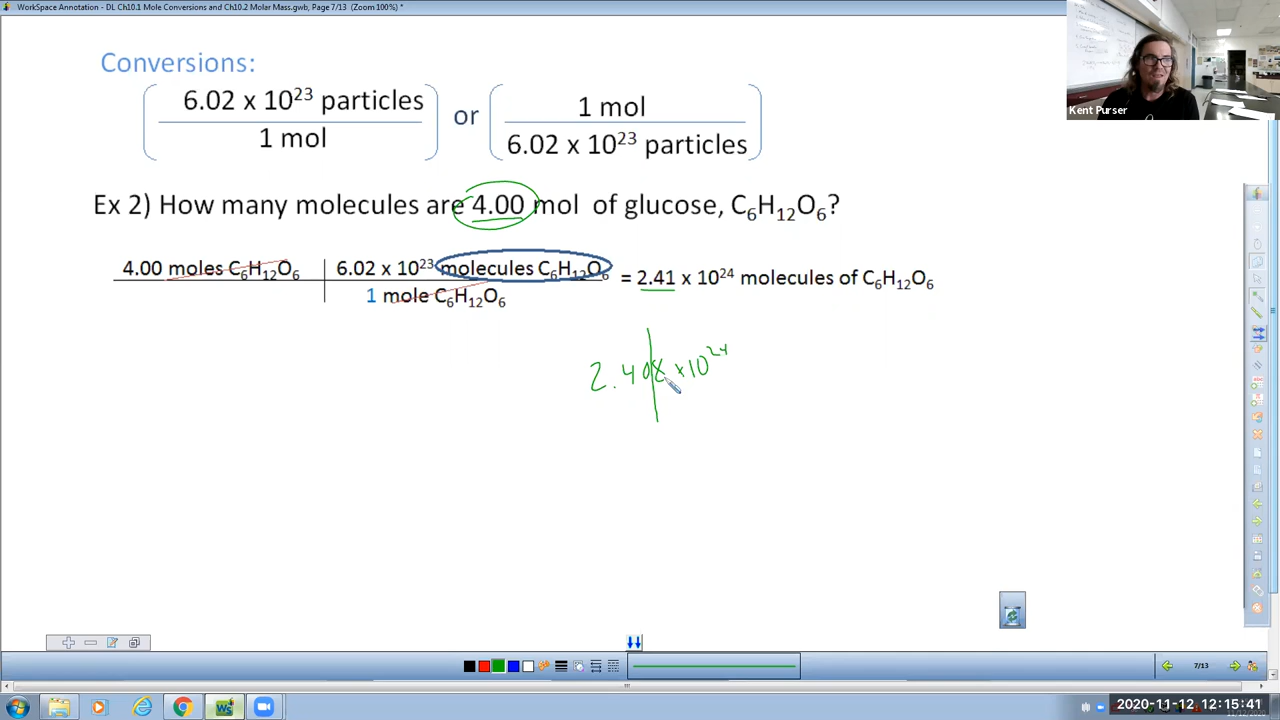 WorkSpace Annotation - DL Ch10.1 Mole Conversions and Ch10.2 Molar Mass.gwb, Page 7/13 (Zoom 100%) *
Kent Purser
Conversions:
6.02 x 10²³ particles
1 mol
or
1 mol
6.02 x 10²³ particles
Ex 2) How many molecules are 4.00 mol of glucose, C₆H₁₂O₆?
4.00 moles C₆H₁₂O₆
6.02 x 10²³ molecules C₆H₁₂O₆
1 mole C₆H₁₂O₆
= 2.41 x 10²⁴ molecules of C₆H₁₂O₆
2.408 x10²⁴
7/13
2020-11-12, 12:15:41